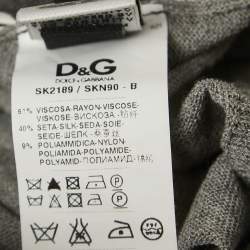 D&G
DOLCE & GABBANA
SK2189 / SKN90 - B
51% VISCOSA-RAYON-VISCOSE-
VISKOSE-ВИСКОЗА-
40% SETA-SILK-SEDA-SOIE-
SEIDE-ШЕЛК-
9% POLIAMMIDICA-NYLON-
POLIAMIDA-POLYAMIDE-
POLYAMID-ПОЛИАМИД-